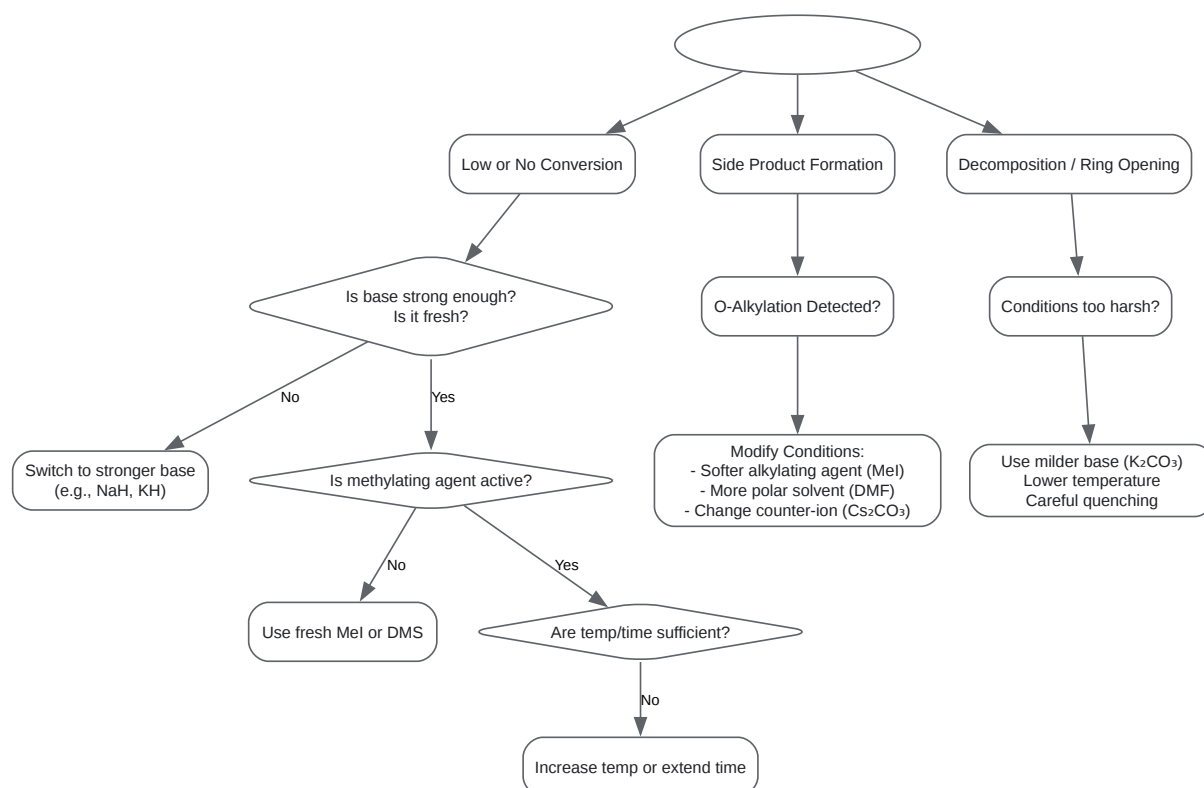 Low or No Conversion
Side Product Formation
Decomposition / Ring Opening
Is base strong enough?
Is it fresh?
O-Alkylation Detected?
Conditions too harsh?
No
Yes
Switch to stronger base
(e.g., NaH, KH)
Is methylating agent active?
Modify Conditions:
- Softer alkylating agent (MeI)
- More polar solvent (DMF)
- Change counter-ion (Cs₂CO₃)
Use milder base (K₂CO₃)
Lower temperature
Careful quenching
No
Yes
Use fresh MeI or DMS
Are temp/time sufficient?
No
Increase temp or extend time